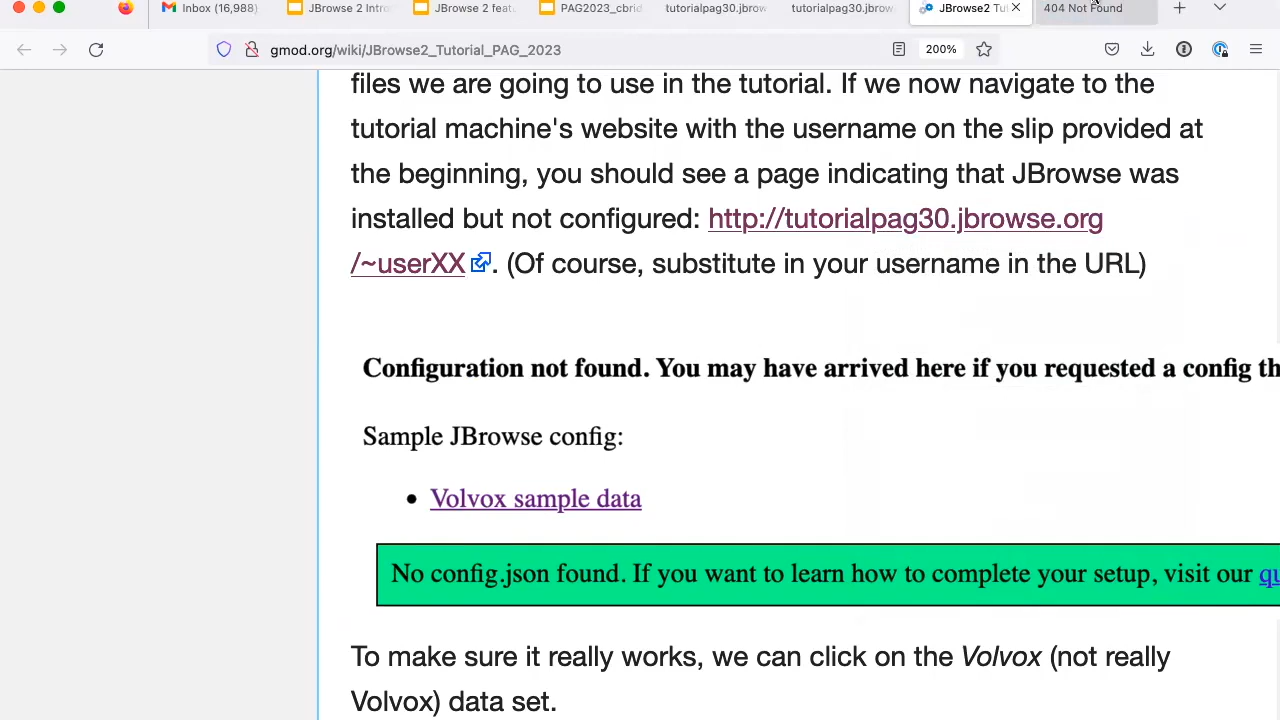 Inbox (16,988)
JBrowse 2 Intro
JBrowse 2 featu
PAG2023_cbrid
tutorialpag30.jbrow
tutorialpag30.jbrow
JBrowse2 Tu
404 Not Found
gmod.org/wiki/JBrowse2_Tutorial_PAG_2023
200%
files we are going to use in the tutorial. If we now navigate to the
tutorial machine's website with the username on the slip provided at
the beginning, you should see a page indicating that JBrowse was
installed but not configured: http://tutorialpag30.jbrowse.org
/~userXX . (Of course, substitute in your username in the URL)
Configuration not found. You may have arrived here if you requested a config th
Sample JBrowse config:
• Volvox sample data
No config.json found. If you want to learn how to complete your setup, visit our qu
To make sure it really works, we can click on the Volvox (not really
Volvox) data set.